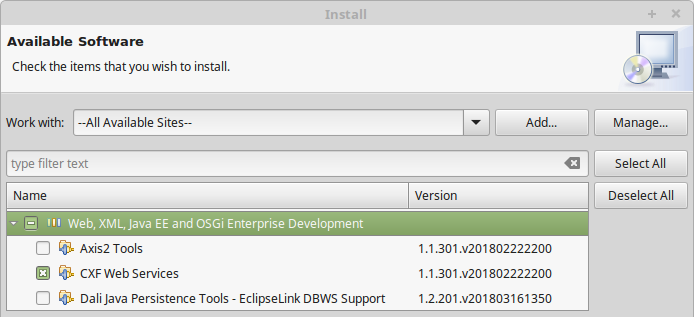 Install
Available Software
Check the items that you wish to install.
Work with: --All Available Sites-- Add... Manage...
type filter text Select All
Name Version Deselect All
Web, XML, Java EE and OSGi Enterprise Development
Axis2 Tools 1.1.301.v201802222200
CXF Web Services 1.1.301.v201802222200
Dali Java Persistence Tools - EclipseLink DBWS Support 1.2.201.v201803161350